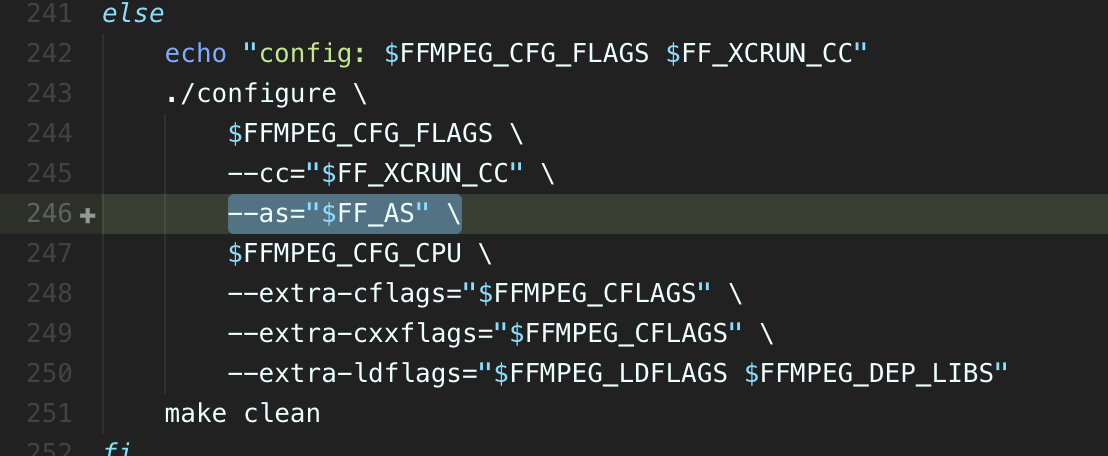 241 else
242 echo "config: $FFMPEG_CFG_FLAGS $FF_XCRUN_CC"
243 ./configure \
244 $FFMPEG_CFG_FLAGS \
245 --cc="$FF_XCRUN_CC" \
246 + --as="$FF_AS" \
247 $FFMPEG_CFG_CPU \
248 --extra-cflags="$FFMPEG_CFLAGS" \
249 --extra-cxxflags="$FFMPEG_CFLAGS" \
250 --extra-ldflags="$FFMPEG_LDFLAGS $FFMPEG_DEP_LIBS"
251 make clean
252 fi